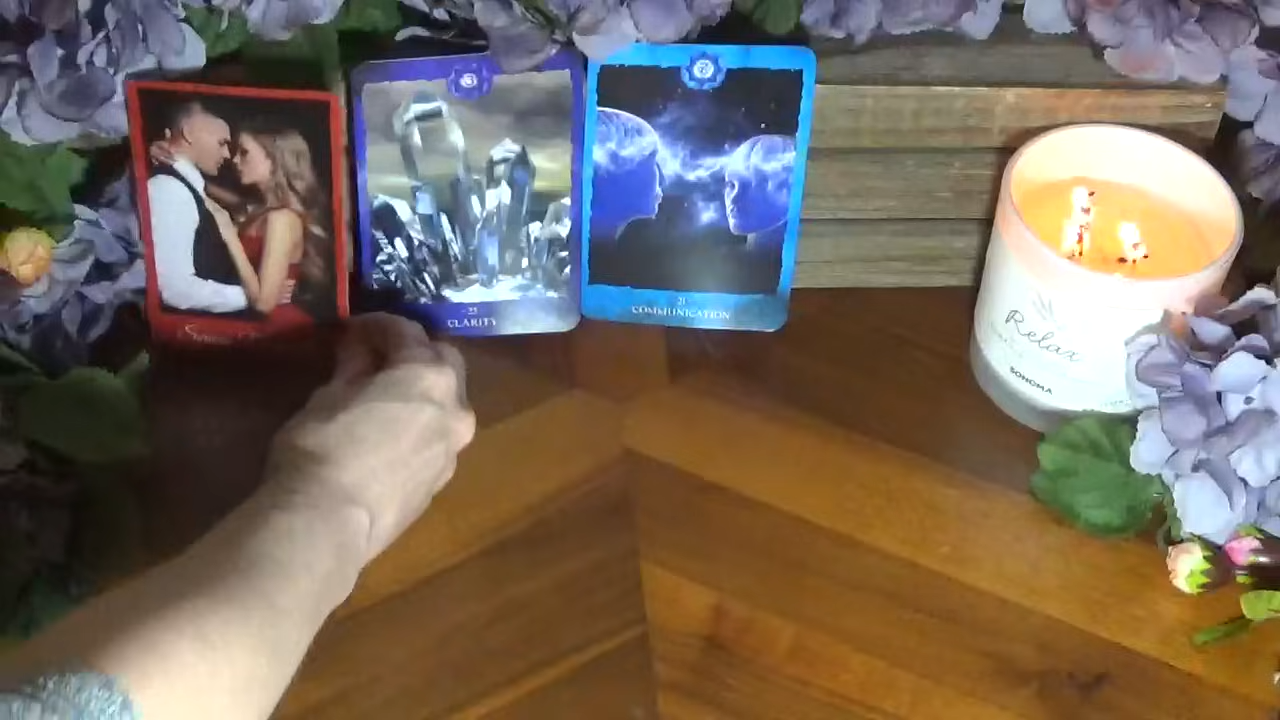 25
CLARITY
21
COMMUNICATION
Relax
SONOMA